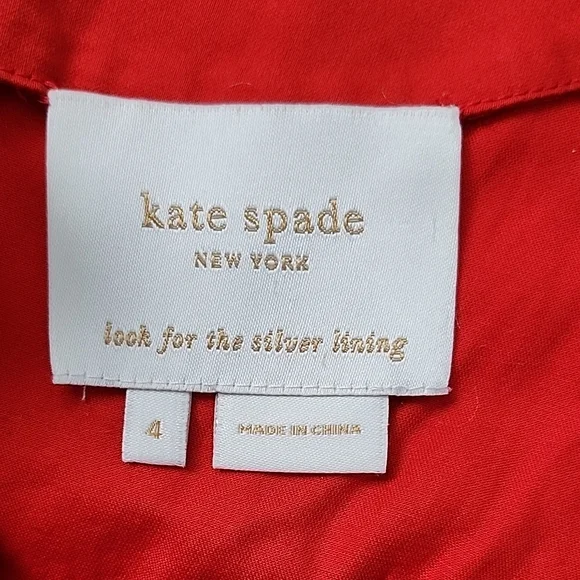 kate spade
NEW YORK
look for the silver lining
4
MADE IN CHINA